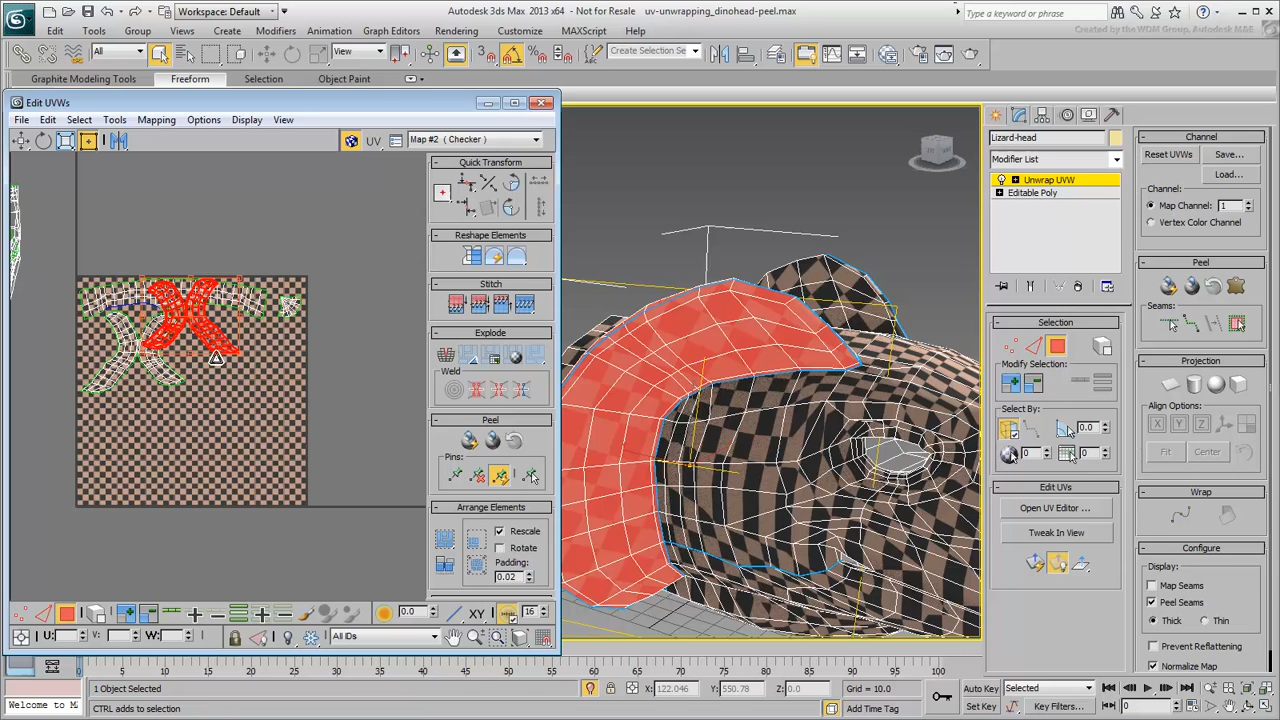 Workspace: Default
Autodesk 3ds Max 2013 x64 - Not for Resale
uv-unwrapping_dinohead-peel.max
Type a keyword or phrase
Edit Tools Group Views Create Modifiers Animation Graph Editors Rendering Customize MAXScript Help
Created by the WDM Group, Autodesk M&E
All
View
Create Selection Se
Graphite Modeling Tools Freeform Selection Object Paint
Edit UVWs
File Edit Select Tools Mapping Options Display View
UV
Map #2 ( Checker )
Quick Transform
Reshape Elements
Stitch
Explode
Weld
Peel
Pins:
Arrange Elements
Rescale
Rotate
Padding:
0.02
0.0
XY
16
U:
V:
W:
All IDs
Lizard-head
Modifier List
Unwrap UVW
Editable Poly
Selection
Modify Selection:
Select By:
0.0
0
0
Edit UVs
Open UV Editor ...
Tweak In View
Channel
Reset UVWs
Save...
Load...
Channel:
Map Channel: 1
Vertex Color Channel
Peel
Seams:
Projection
Align Options:
X Y Z
Fit Center
Wrap
Configure
Display:
Map Seams
Peel Seams
Thick Thin
Prevent Reflattening
Normalize Map
5 10 15 20 25 30 35 40 45 50 55 60 65 70 75 80 85 90 95 100
1 Object Selected
X: 122.046 Y: 550.78 Z: 0.0
Grid = 10.0
Auto Key Selected
Welcome to M
CTRL adds to selection
Add Time Tag
Set Key
Key Filters...
0